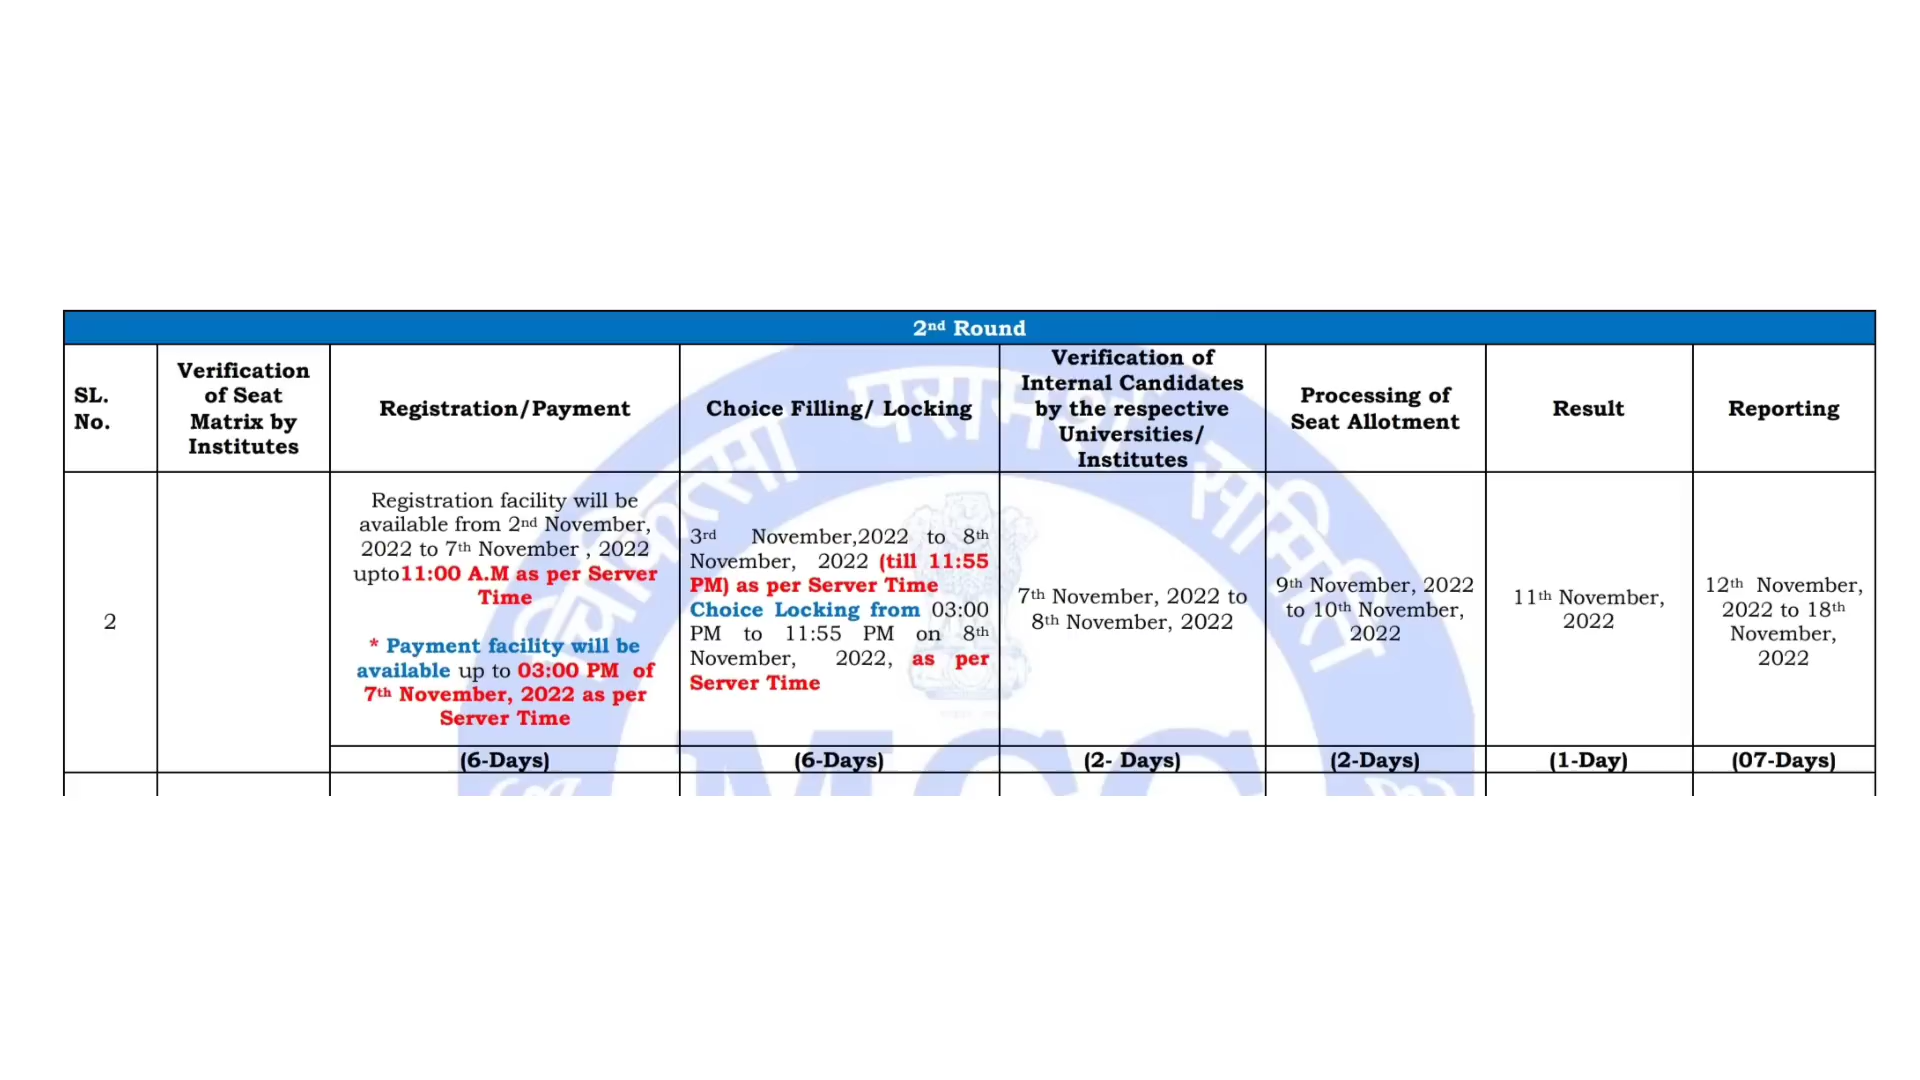 2nd Round
SL.
No.
Verification
of Seat
Matrix by
Institutes
Registration/Payment
Choice Filling/ Locking
Verification of
Internal Candidates
by the respective
Universities/
Institutes
Processing of
Seat Allotment
Result
Reporting
2
Registration facility will be
available from 2nd November,
2022 to 7th November , 2022
upto11:00 A.M as per Server
Time
* Payment facility will be
available up to 03:00 PM of
7th November, 2022 as per
Server Time
3rd November,2022 to 8th
November, 2022 (till 11:55
PM) as per Server Time
Choice Locking from 03:00
PM to 11:55 PM on 8th
November, 2022, as per
Server Time
7th November, 2022 to
8th November, 2022
9th November, 2022
to 10th November,
2022
11th November,
2022
12th November,
2022 to 18th
November,
2022
(6-Days)
(6-Days)
(2- Days)
(2-Days)
(1-Day)
(07-Days)
चिकित्सा परामर्श समिति
MCC